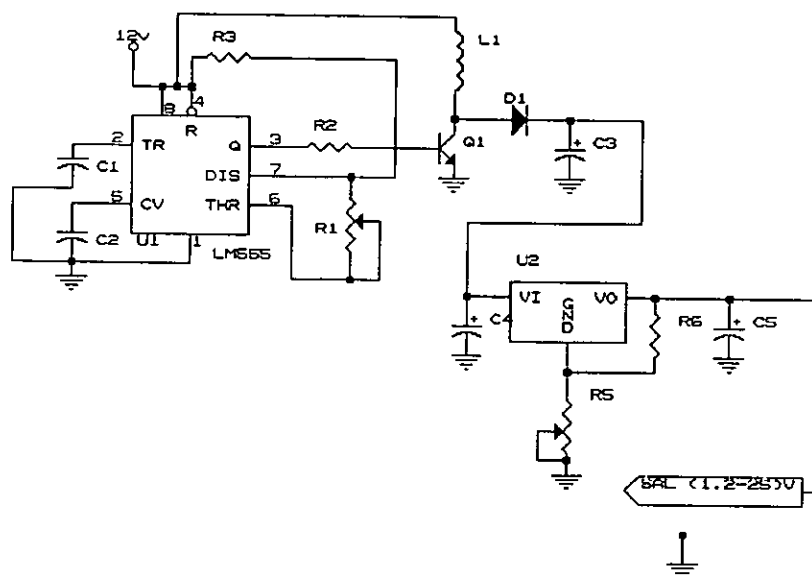 12v
R3
L1
8
4
R
D1
2
TR
Q
3
R2
Q1
C3
C1
DIS
7
5
CV
THR
6
R1
C2
U1
1
LM555
U2
VI
GND
VO
C4
R6
C5
R5
SAL (1.2-25)V